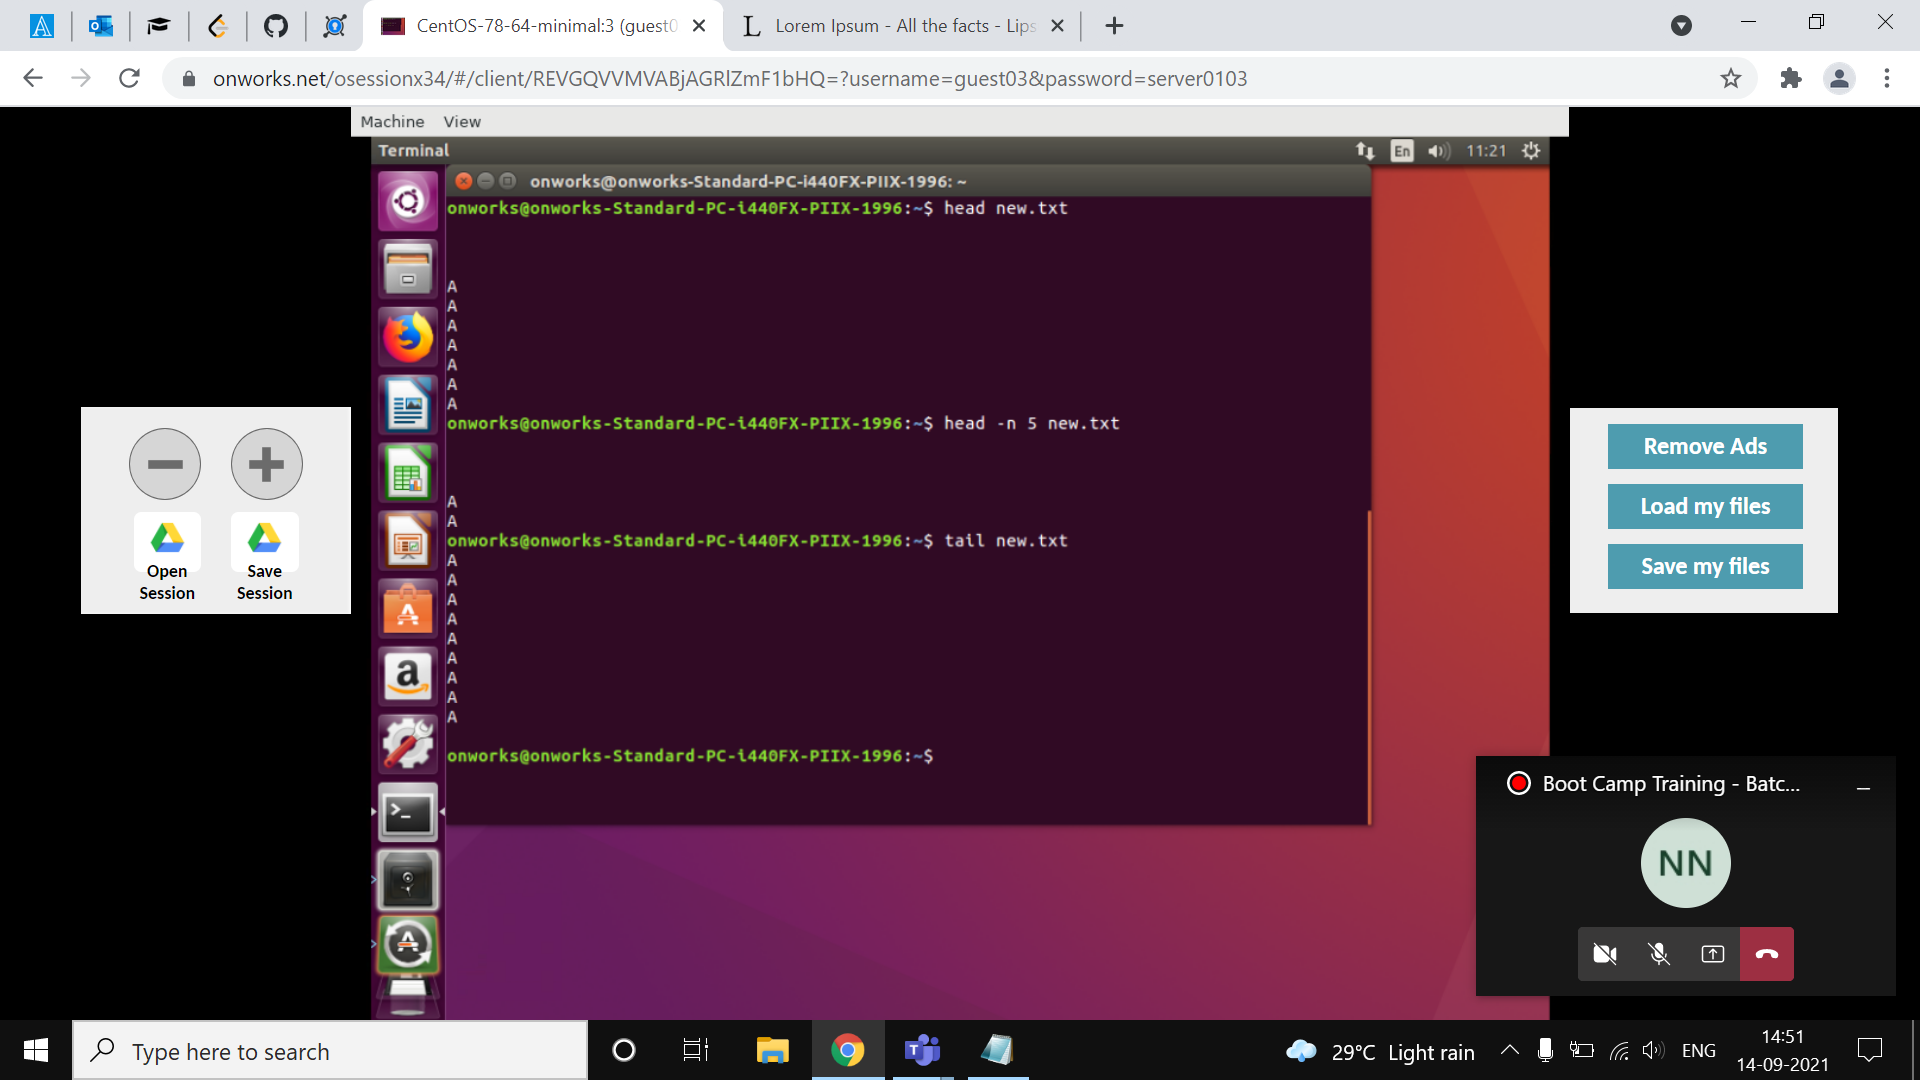 CentOS-78-64-minimal:3 (guest0
Lorem Ipsum - All the facts - Lips
onworks.net/osessionx34/#/client/REVGQVVMVABjAGRlZmF1bHQ=?username=guest03&password=server0103
Machine View
Terminal
En
11:21
onworks@onworks-Standard-PC-i440FX-PIIX-1996: ~
onworks@onworks-Standard-PC-i440FX-PIIX-1996:~$ head new.txt
A
A
A
A
A
A
A
onworks@onworks-Standard-PC-i440FX-PIIX-1996:~$ head -n 5 new.txt
A
A
onworks@onworks-Standard-PC-i440FX-PIIX-1996:~$ tail new.txt
A
A
A
A
A
A
A
A
A
onworks@onworks-Standard-PC-i440FX-PIIX-1996:~$
Open
Session
Save
Session
Remove Ads
Load my files
Save my files
Boot Camp Training - Batc...
NN
Type here to search
29°C Light rain
ENG
14:51
14-09-2021